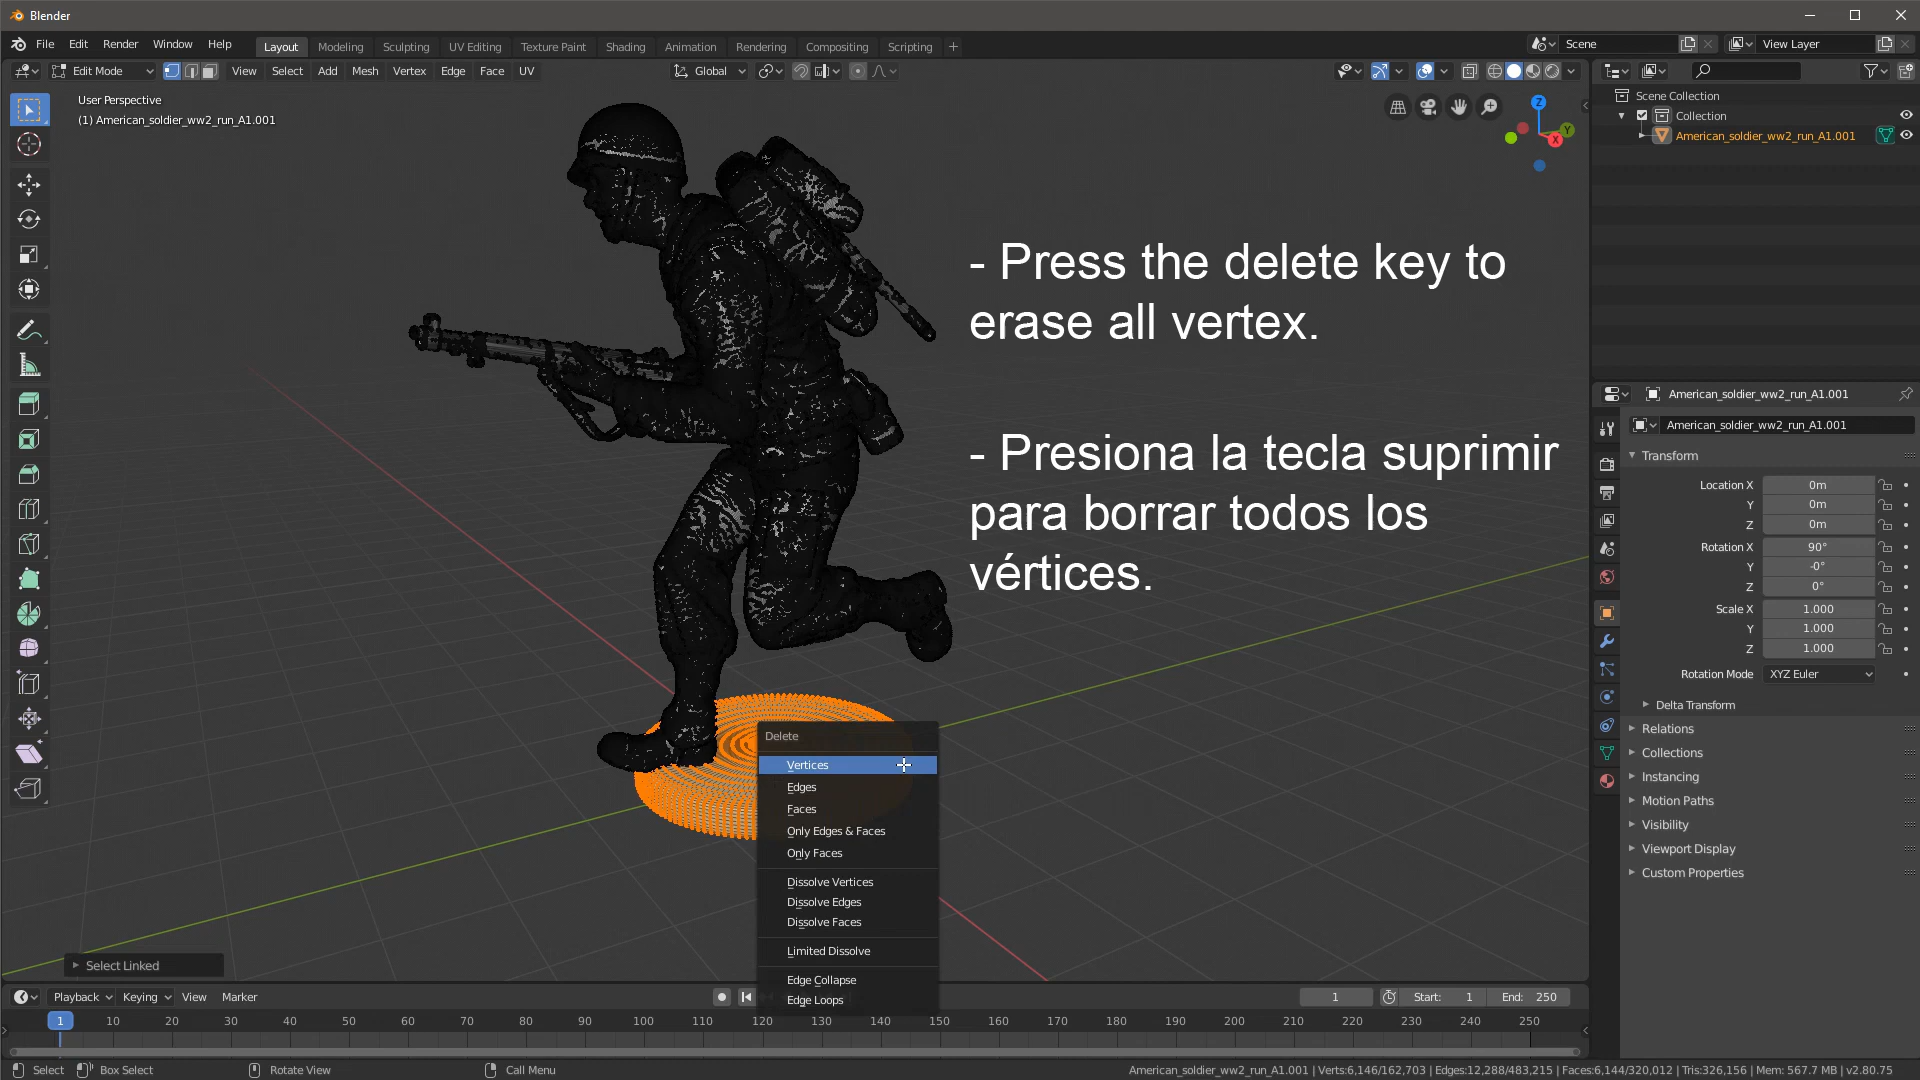 Blender
File Edit Render Window Help Layout Modeling Sculpting UV Editing Texture Paint Shading Animation Rendering Compositing Scripting + Scene View Layer
Edit Mode View Select Add Mesh Vertex Edge Face UV Global
User Perspective
(1) American_soldier_ww2_run_A1.001
Z
Y
X
Scene Collection
Collection
American_soldier_ww2_run_A1.001
- Press the delete key to
erase all vertex.
- Presiona la tecla suprimir
para borrar todos los
vértices.
American_soldier_ww2_run_A1.001
American_soldier_ww2_run_A1.001
Transform
Location X 0m
Y 0m
Z 0m
Rotation X 90°
Y -0°
Z 0°
Scale X 1.000
Y 1.000
Z 1.000
Rotation Mode XYZ Euler
Delta Transform
Relations
Collections
Instancing
Motion Paths
Visibility
Viewport Display
Custom Properties
Delete
Vertices
Edges
Faces
Only Edges & Faces
Only Faces
Dissolve Vertices
Dissolve Edges
Dissolve Faces
Limited Dissolve
Edge Collapse
Edge Loops
Select Linked
Playback Keying View Marker 1 Start: 1 End: 250
1 10 20 30 40 50 60 70 80 90 100 110 120 130 140 150 160 170 180 190 200 210 220 230 240 250
Select Box Select Rotate View Call Menu American_soldier_ww2_run_A1.001 | Verts:6,146/162,703 | Edges:12,288/483,215 | Faces:6,144/320,012 | Tris:326,156 | Mem: 567.7 MB | v2.80.75